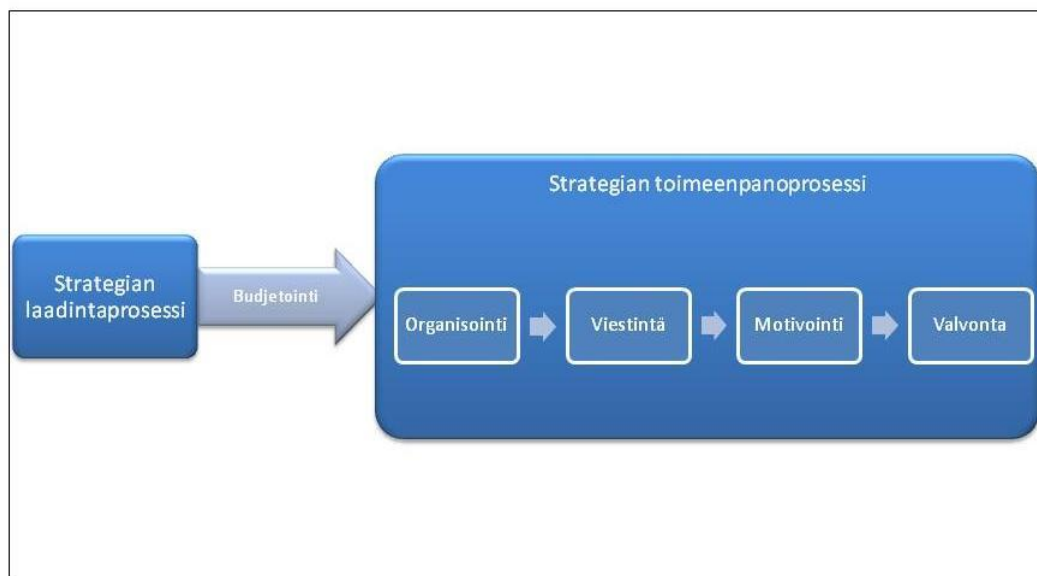 Strategian toimeenpanoprosessi
Strategian
laadintaprosessi
Budjetointi
Organisointi
Viestintä
Motivointi
Valvonta